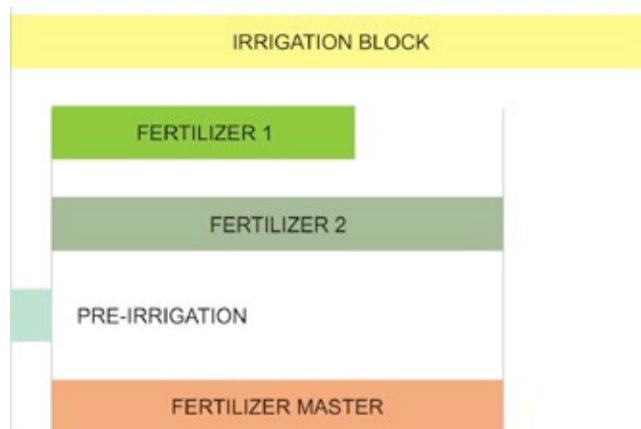 IRRIGATION BLOCK
FERTILIZER 1
FERTILIZER 2
PRE-IRRIGATION
FERTILIZER MASTER